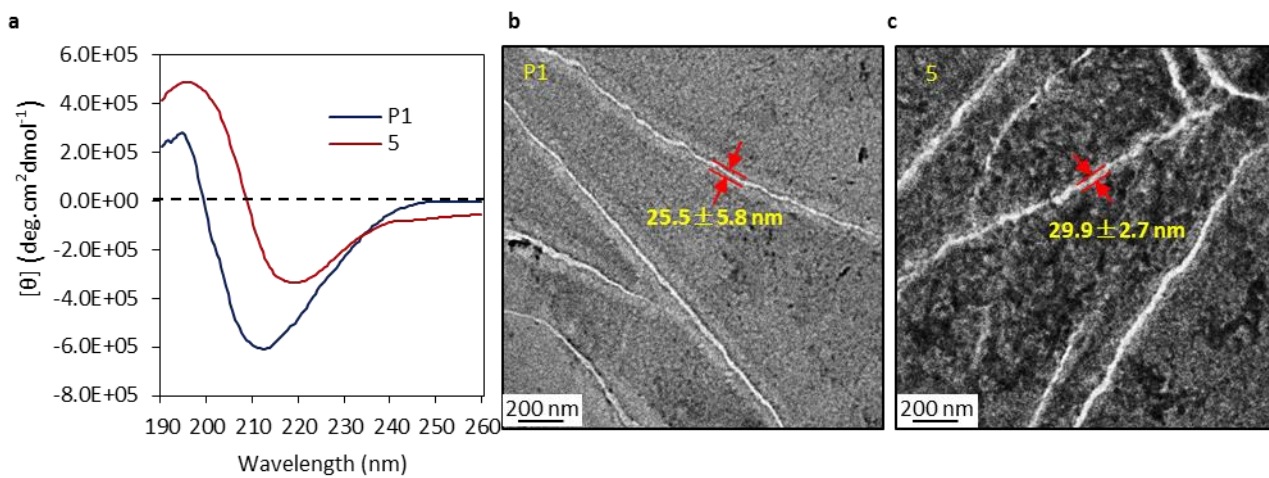 a
6.0E+05
4.0E+05
2.0E+05
0.0E+00
-2.0E+05
-4.0E+05
-6.0E+05
-8.0E+05
[θ] (deg.cm2dmol-1)
P1
5
190 200 210 220 230 240 250 260
Wavelength (nm)
b
P1
25.5 ± 5.8 nm
200 nm
c
5
29.9 ± 2.7 nm
200 nm